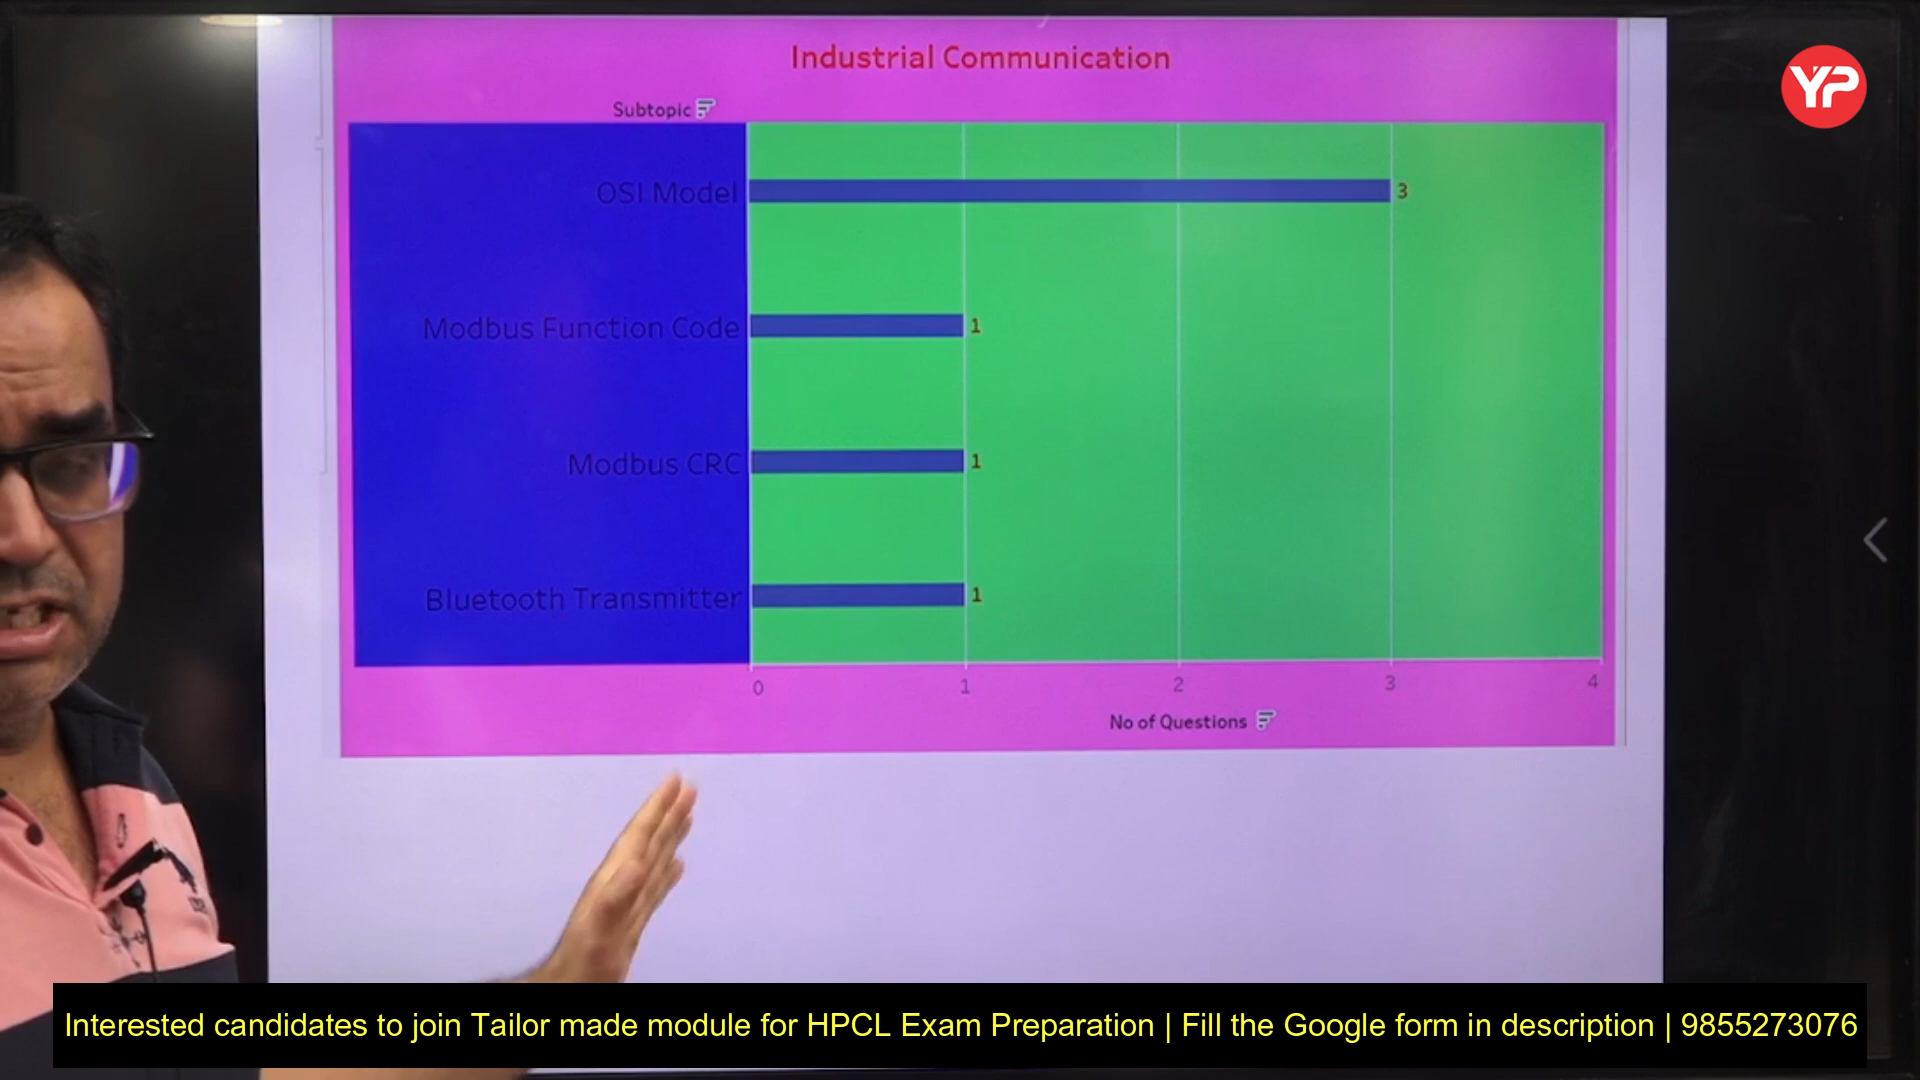 Industrial Communication
YP
Subtopic
OSI Model
3
Modbus Function Code
1
Modbus CRC
1
Bluetooth Transmitter
1
0 1 2 3 4
No of Questions
Interested candidates to join Tailor made module for HPCL Exam Preparation | Fill the Google form in description | 9855273076